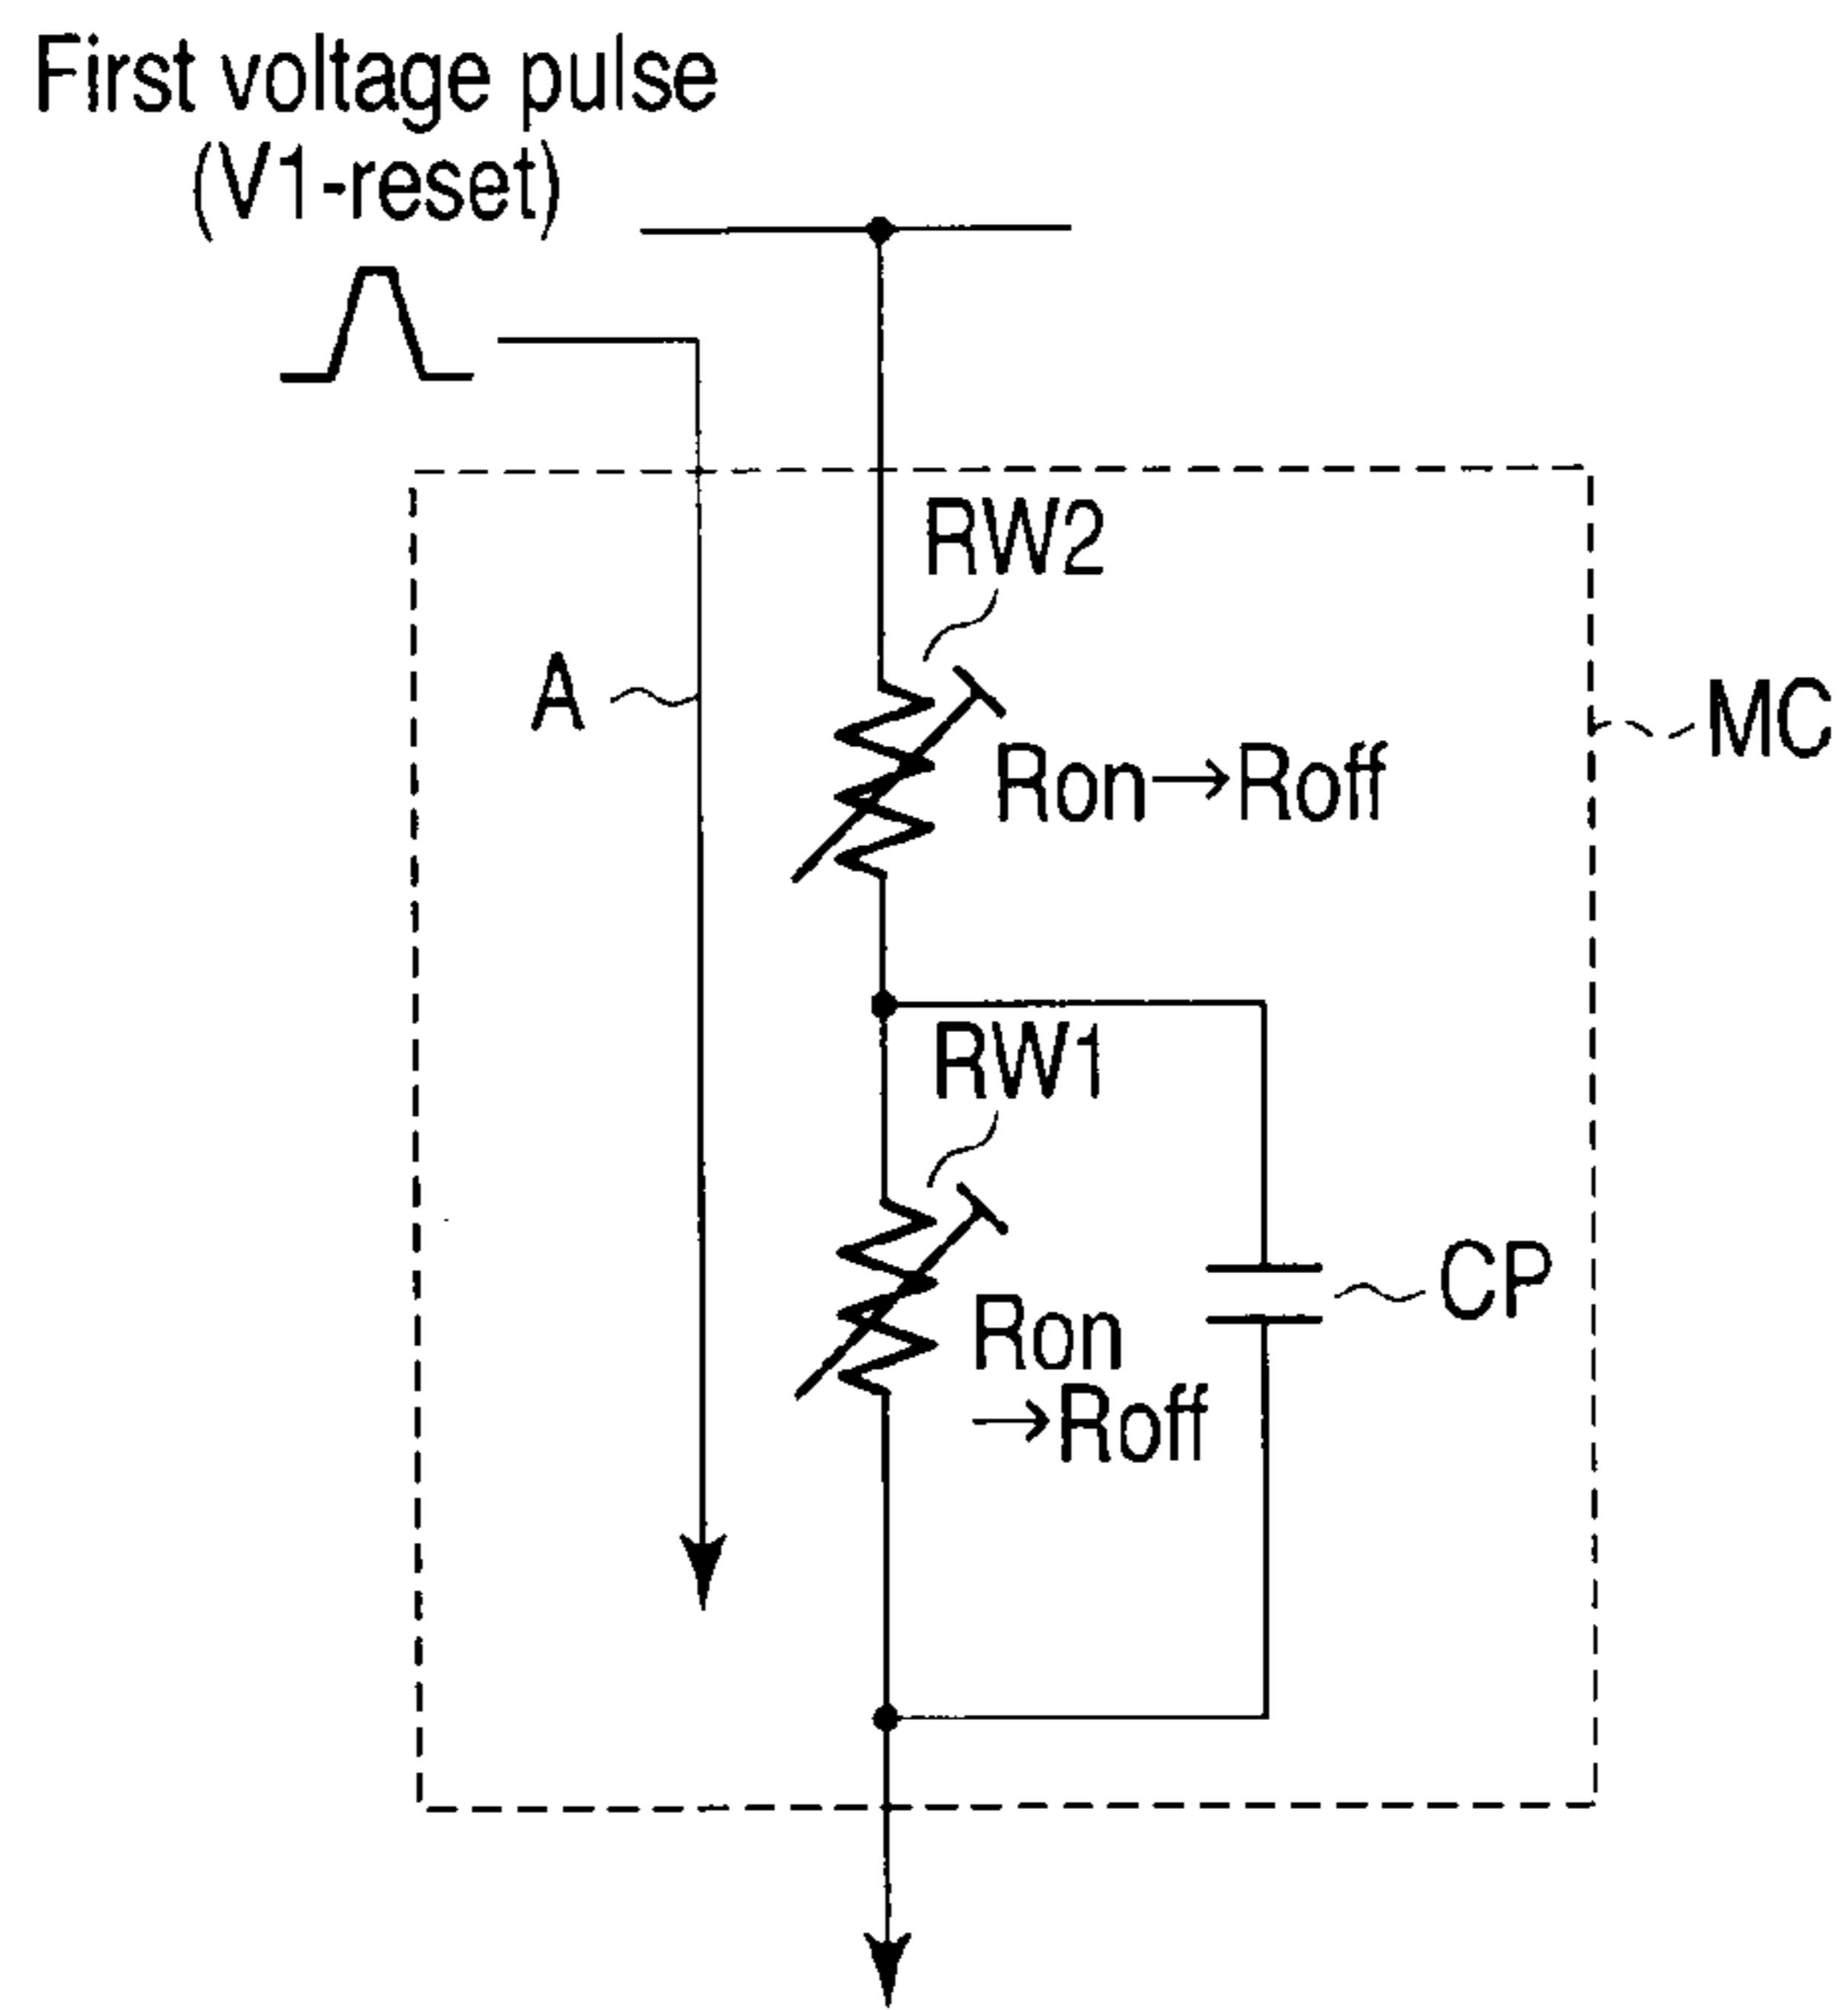 First voltage pulse
(V1-reset)
RW2
A
MC
Ron→Roff
RW1
CP
Ron
→Roff